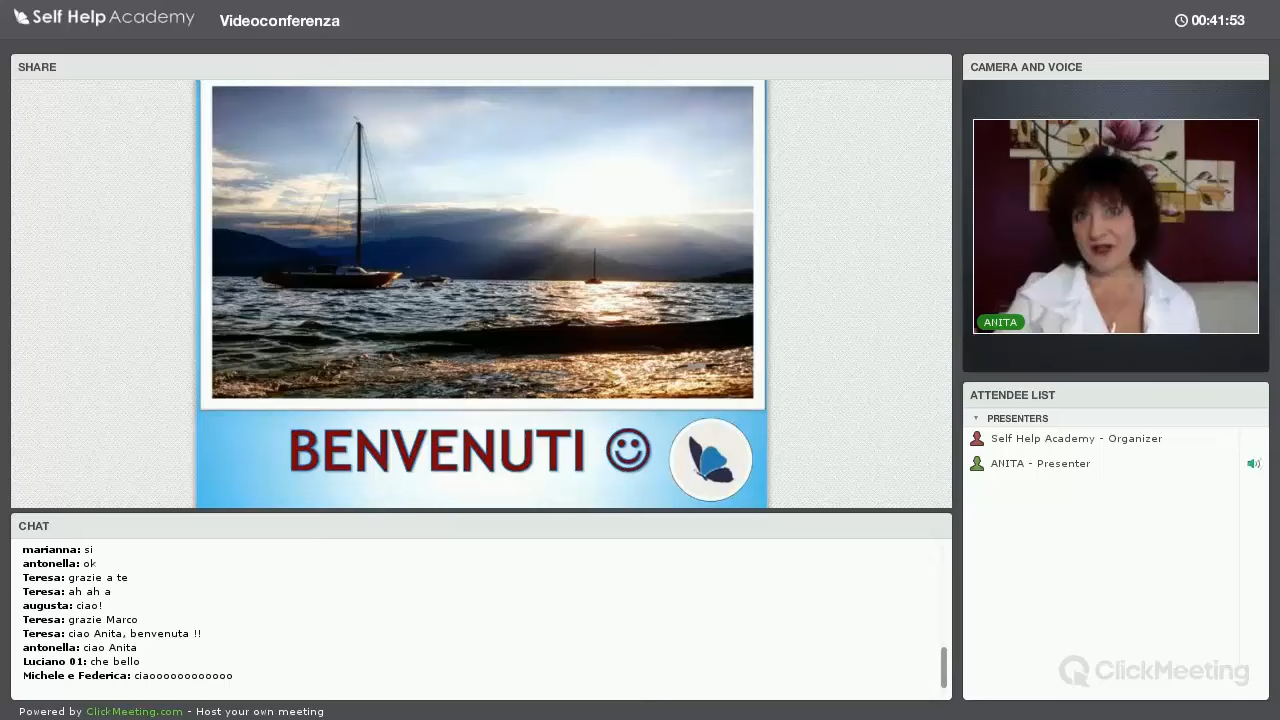 Self Help Academy
Videoconferenza
00:41:53
SHARE
CAMERA AND VOICE
ANITA
BENVENUTI
ATTENDEE LIST
PRESENTERS
Self Help Academy - Organizer
ANITA - Presenter
CHAT
marianna: si
antonella: ok
Teresa: grazie a te
Teresa: ah ah a
augusta: ciao!
Teresa: grazie Marco
Teresa: ciao Anita, benvenuta !!
antonella: ciao Anita
Luciano 01: che bello
Michele e Federica: ciaoooooooooooo
ClickMeeting
Powered by ClickMeeting.com - Host your own meeting